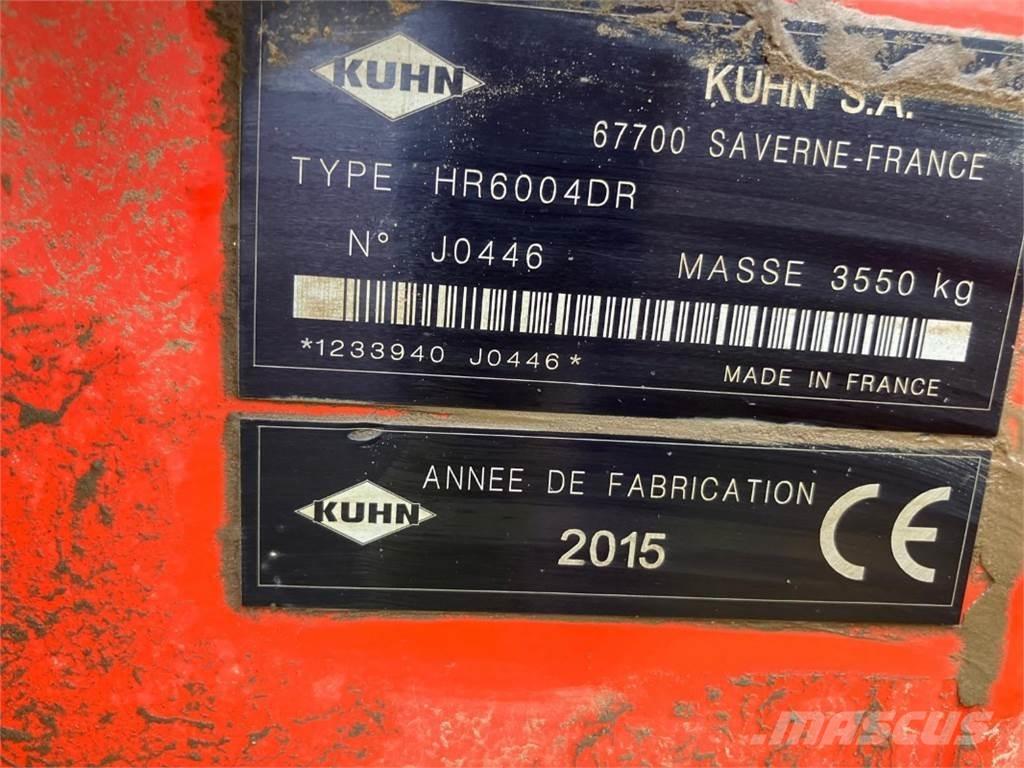 KUHN
KUHN S.A.
67700 SAVERNE-FRANCE
TYPE HR6004DR
N° J0446 MASSE 3550 kg
*1233940 J0446*
MADE IN FRANCE
KUHN
ANNEE DE FABRICATION
2015
CE
MASCUS